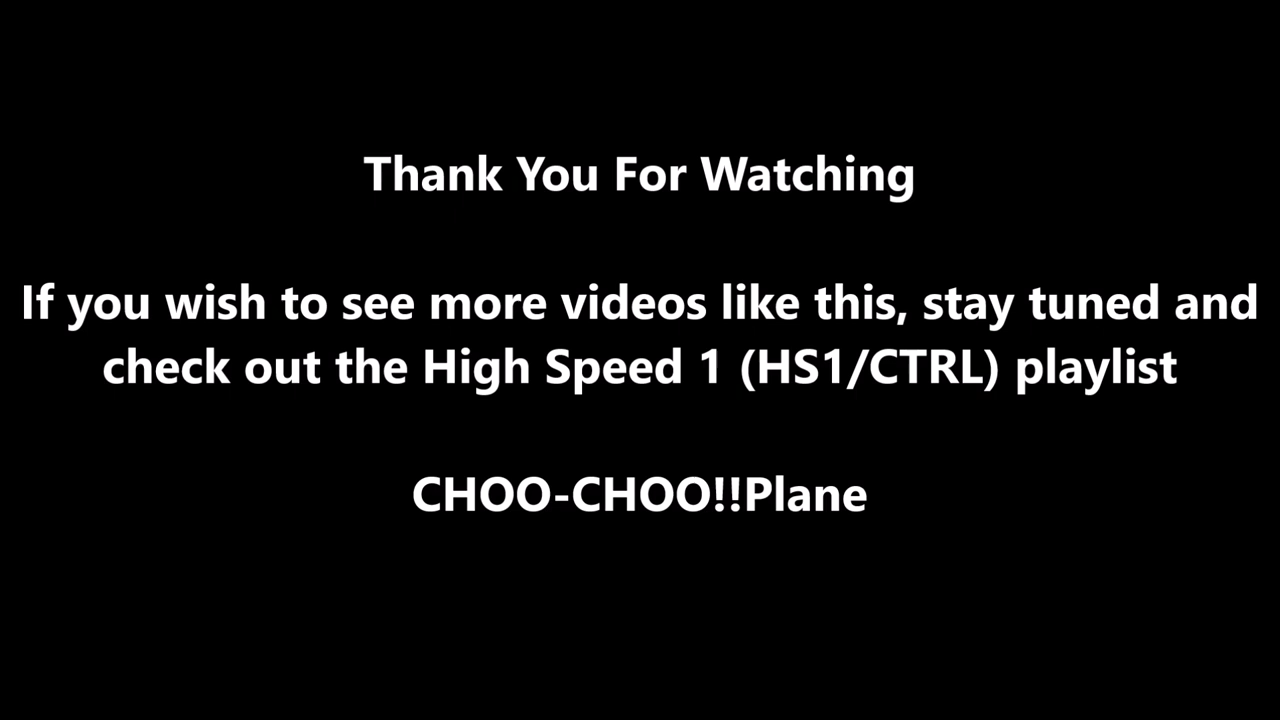 Thank You For Watching
If you wish to see more videos like this, stay tuned and
check out the High Speed 1 (HS1/CTRL) playlist
CHOO-CHOO!!Plane